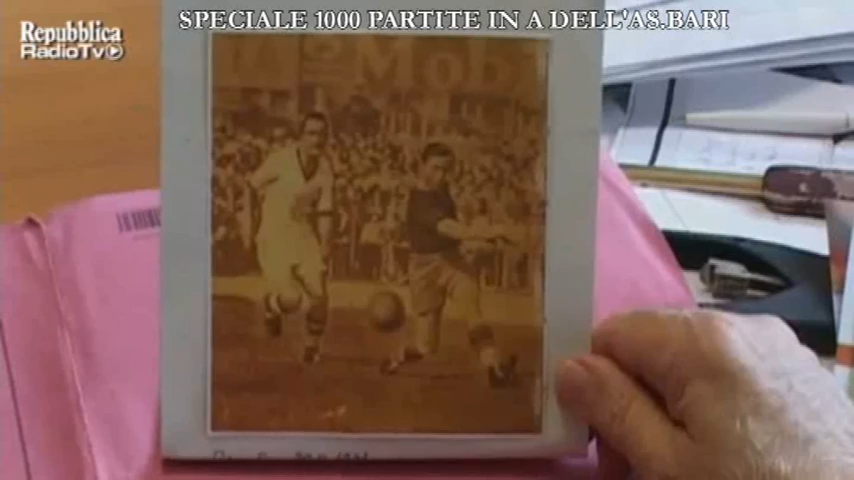 SPECIALE 1000 PARTITE IN A DELL'AS.BARI
Repubblica
RadioTv
Mob